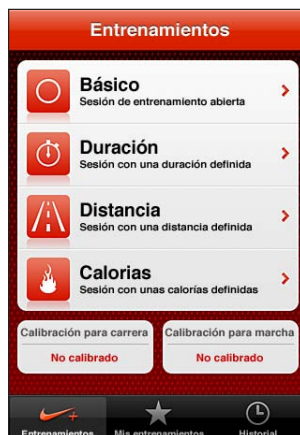 Entrenamientos
Básico
Sesión de entrenamiento abierta
Duración
Sesión con una duración definida
Distancia
Sesión con una distancia definida
Calorias
Sesión con unas calorías definidas
Calibración para carrera
Calibración para marcha
No calibrado
No calibrado
Entrenamientos
Mis entrenamientos
Historial